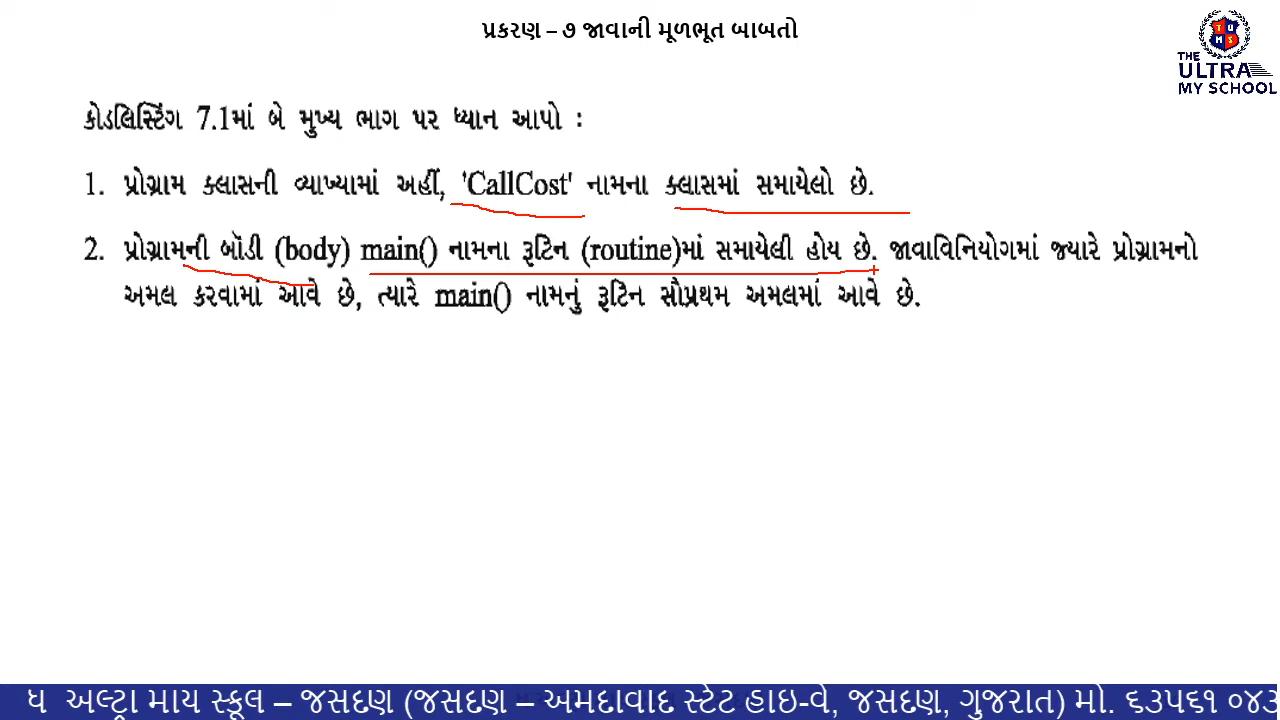 પ્રકરણ – ૭ જાવાની મૂળભૂત બાબતો
THE
ULTRA
MY SCHOOL
T U
M S
કોડલિસ્ટિંગ 7.1માં બે મુખ્ય ભાગ પર ધ્યાન આપો :
1. પ્રોગ્રામ ક્લાસની વ્યાખ્યામાં અહીં, 'CallCost' નામના ક્લાસમાં સમાયેલો છે.
2. પ્રોગ્રામની બૉડી (body) main() નામના રૂટિન (routine)માં સમાયેલી હોય છે. જાવાવિનિયોગમાં જ્યારે પ્રોગ્રામનો
અમલ કરવામાં આવે છે, ત્યારે main() નામનું રૂટિન સૌપ્રથમ અમલમાં આવે છે.
ધ અલ્ટ્રા માય સ્કૂલ – જસદણ (જસદણ – અમદાવાદ સ્ટેટ હાઇ-વે, જસદણ, ગુજરાત) મો. ૬૩૫૬૧ ૦૪૩